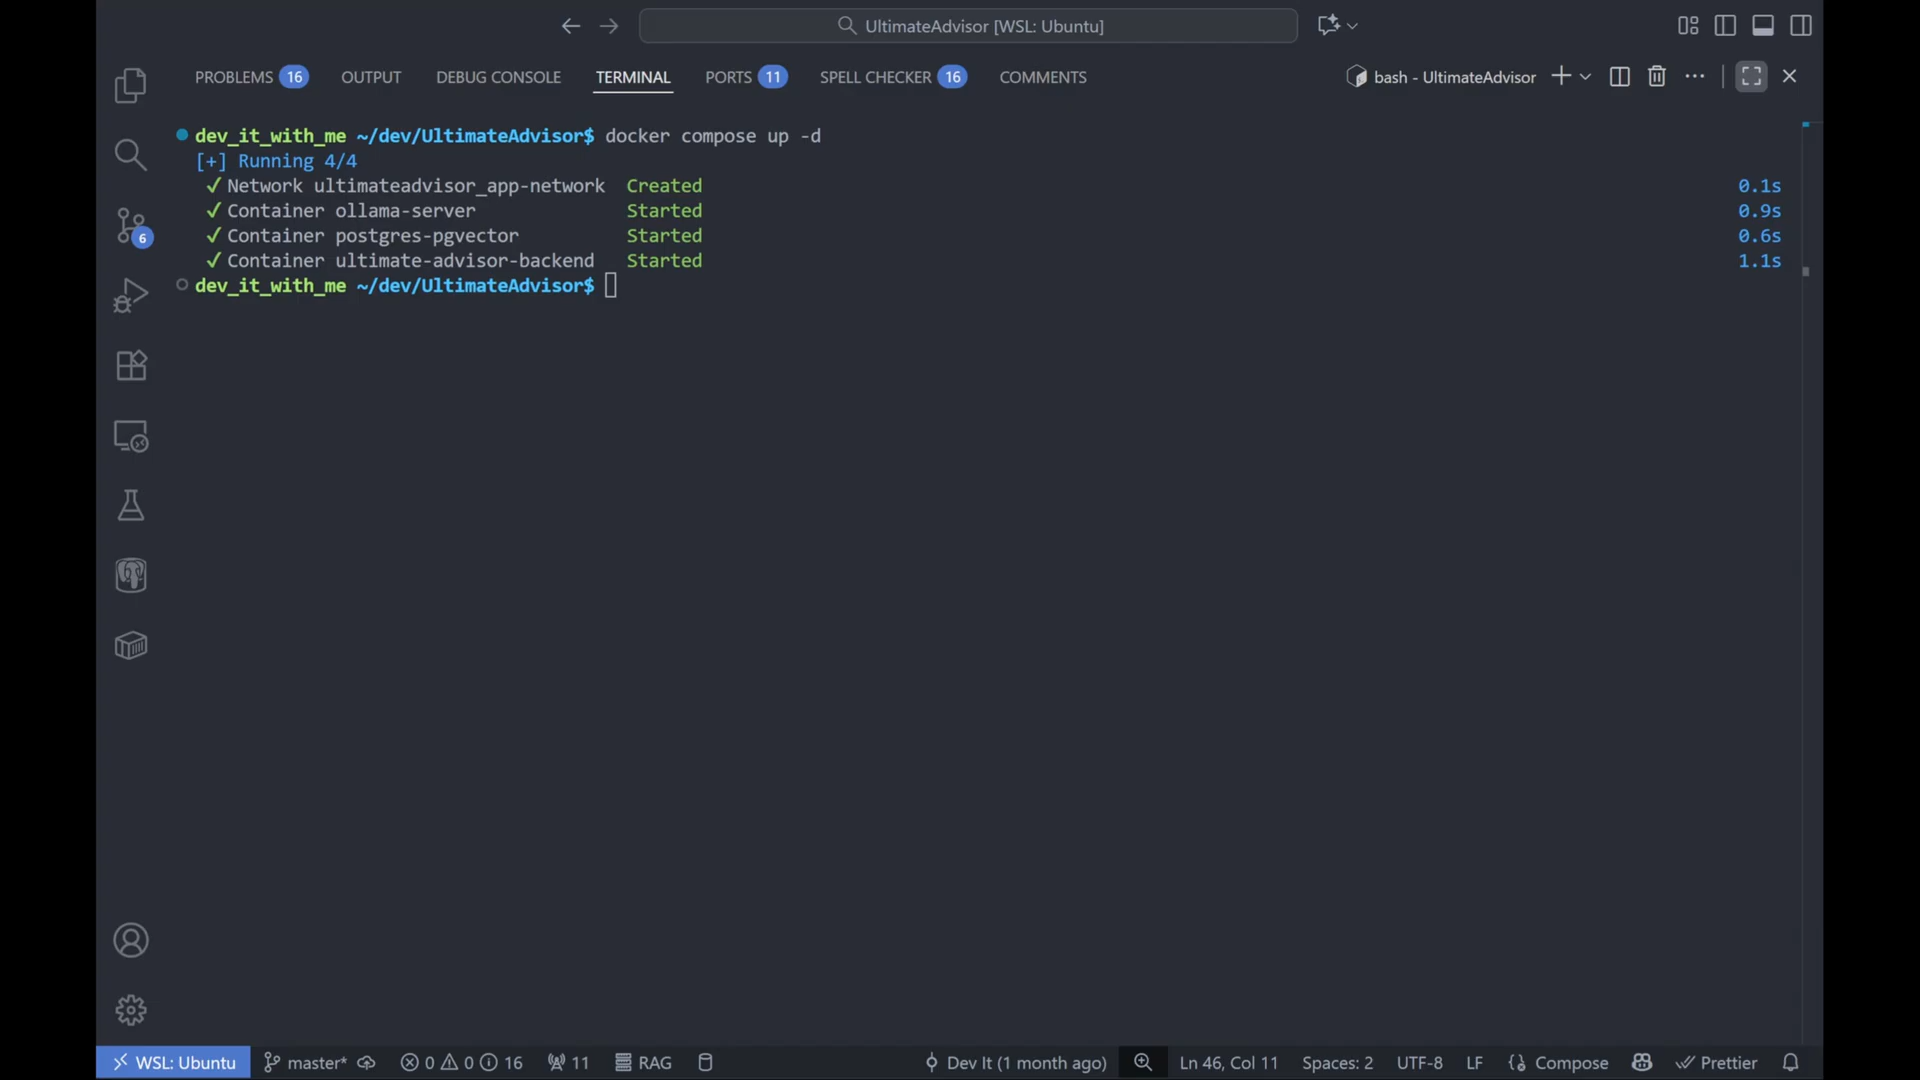 UltimateAdvisor [WSL: Ubuntu]
PROBLEMS 16 OUTPUT DEBUG CONSOLE TERMINAL PORTS 11 SPELL CHECKER 16 COMMENTS bash - UltimateAdvisor
dev_it_with_me ~/dev/UltimateAdvisor$ docker compose up -d
[+] Running 4/4
✓ Network ultimateadvisor_app-network Created 0.1s
✓ Container ollama-server Started 0.9s
✓ Container postgres-pgvector Started 0.6s
✓ Container ultimate-advisor-backend Started 1.1s
dev_it_with_me ~/dev/UltimateAdvisor$
6
WSL: Ubuntu master* 0 0 16 11 RAG Dev It (1 month ago) Ln 46, Col 11 Spaces: 2 UTF-8 LF Compose Prettier